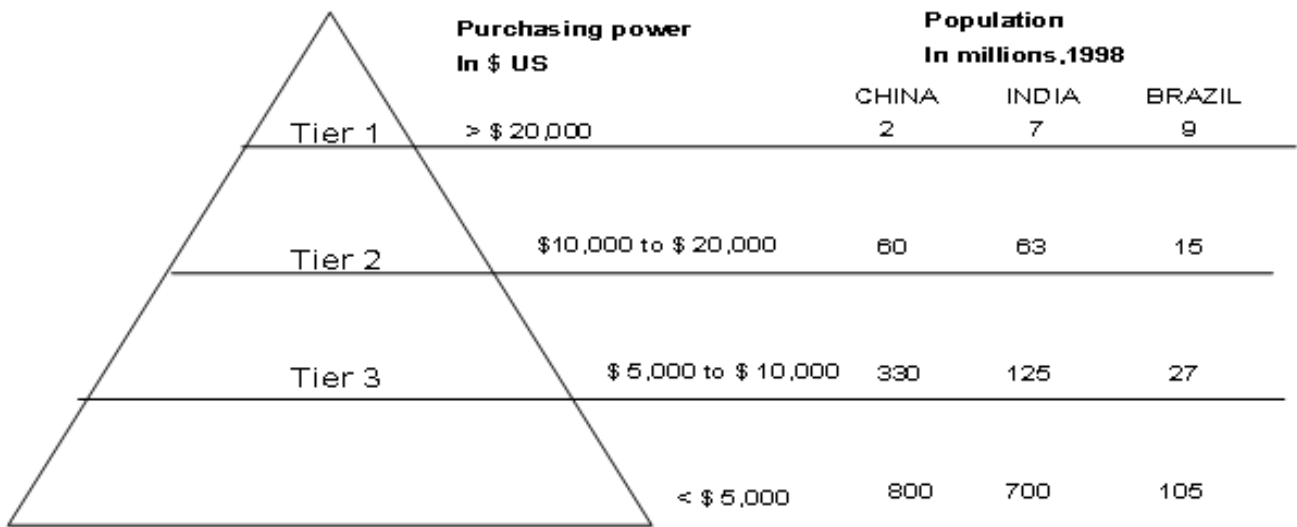 Purchasing power
In $ US
Population
In millions,1998
CHINA INDIA BRAZIL
Tier 1 > $ 20,000 2 7 9
Tier 2 $10,000 to $ 20,000 60 63 15
Tier 3 $ 5,000 to $ 10,000 330 125 27
< $ 5,000 800 700 105